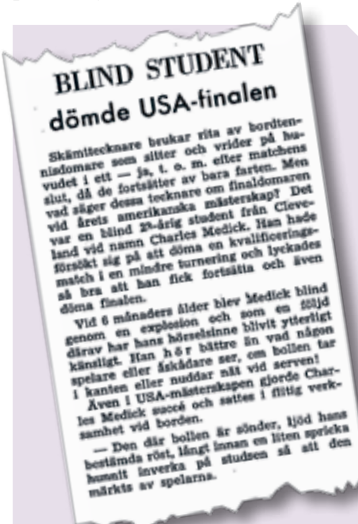 BLIND STUDENT
dömde USA-finalen
Skämttecknare brukar rita av bordten-
nisdomare som sitter och vrider på hu-
vudet i ett — ja, t. o. m. efter matchens
slut, då de fortsätter av bara farten. Men
vad säger dessa tecknare om finaldomaren
vid årets amerikanska mästerskap? Det
var en blind student från Cleve-
land vid namn Charles Medick. Han hade
försökt sig på att döma en kvalificerings-
match i en mindre turnering och lyckades
så bra att han fick fortsätta och även
döma finalen.
Vid 6 månaders ålder blev Medick blind
genom en explosion och som en följd
därav har hans hörselsinne blivit ytterligt
känsligt. Han hör bättre än vad någon
spelare eller åskådare ser, om bollen tar
i kanten eller nuddar nät vid serven!
Även i USA-mästerskapen gjorde Char-
les Medick succé och sattes i flitig verk-
samhet vid borden.
— Den där bollen är sönder, ljöd hans
bestämda röst, långt innan en liten spricka
hunnit inverka på studsen så att den
märkts av spelarna.